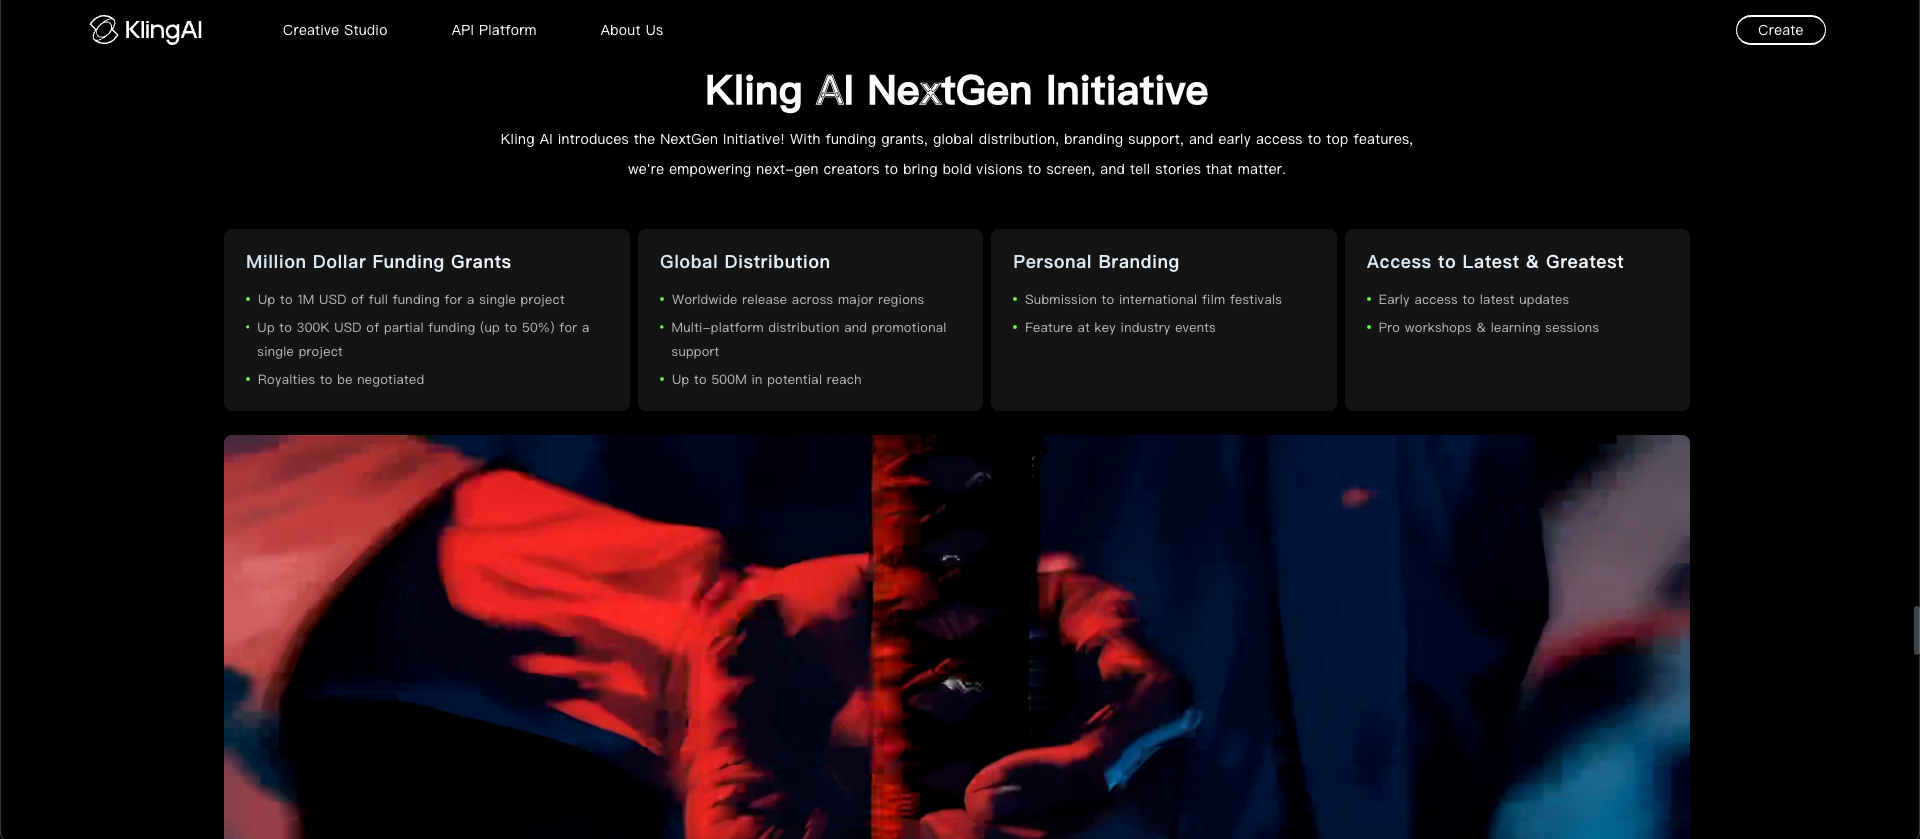 KlingAI
Creative Studio
API Platform
About Us
Create
Kling AI NextGen Initiative
Kling AI introduces the NextGen Initiative! With funding grants, global distribution, branding support, and early access to top features,
we're empowering next-gen creators to bring bold visions to screen, and tell stories that matter.
Million Dollar Funding Grants
• Up to 1M USD of full funding for a single project
• Up to 300K USD of partial funding (up to 50%) for a
single project
• Royalties to be negotiated
Global Distribution
• Worldwide release across major regions
• Multi-platform distribution and promotional
support
• Up to 500M in potential reach
Personal Branding
• Submission to international film festivals
• Feature at key industry events
Access to Latest & Greatest
• Early access to latest updates
• Pro workshops & learning sessions